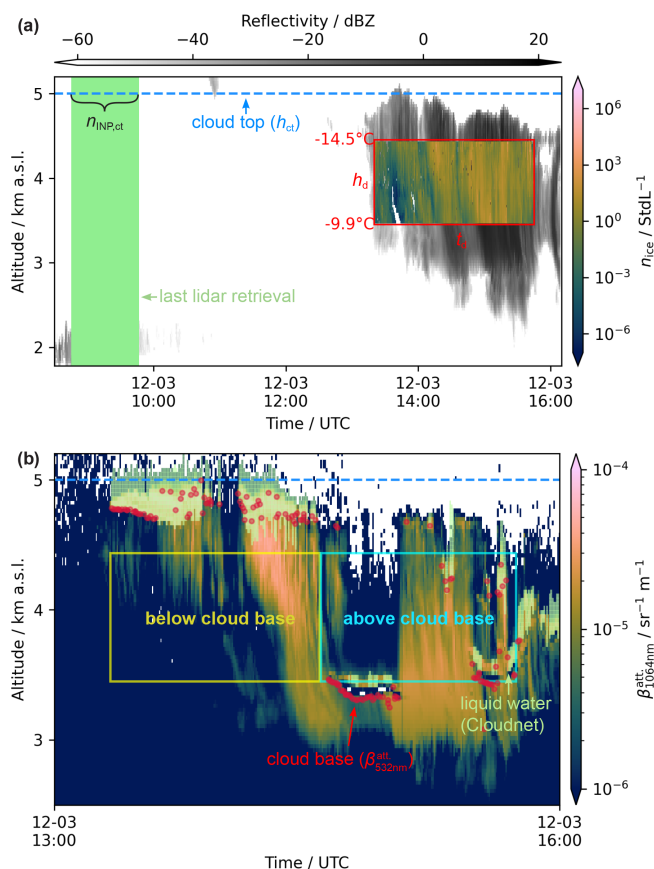 (a)
Reflectivity / dBZ
−60 −40 −20 0 20
Altitude / km a.s.l.
5
4
3
2
n_INP,ct
cloud top (h_ct)
-14.5°C
h_d
-9.9°C
last lidar retrieval
12-03 12-03 12-03 12-03
10:00 12:00 14:00 16:00
Time / UTC
10^6
10^3
10^0
10^−3
10^−6
n_ice / StdL^−1
(b)
Altitude / km a.s.l.
5
4
3
below cloud base
above cloud base
liquid water
(Cloudnet)
cloud base (β^att._532nm)
12-03 12-03
13:00 16:00
Time / UTC
10^−4
10^−5
10^−6
β^att._1064nm / sr^−1 m^−1